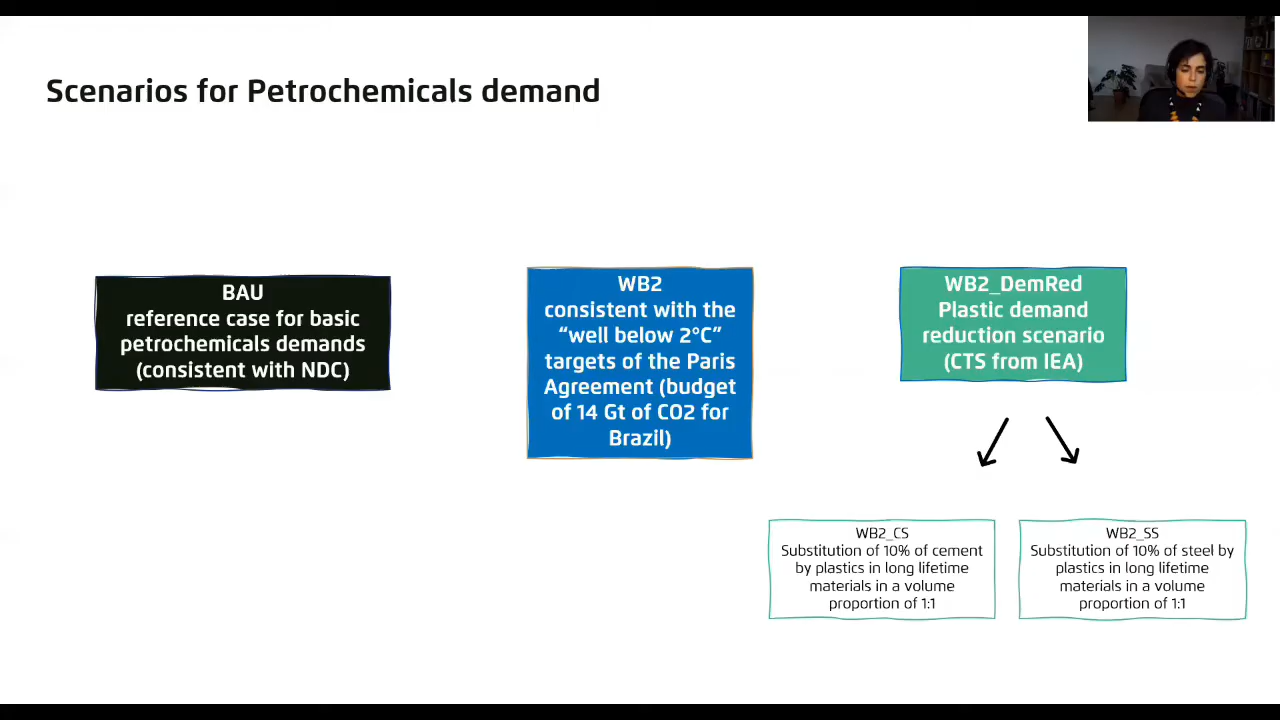 Scenarios for Petrochemicals demand
BAU
reference case for basic
petrochemicals demands
(consistent with NDC)
WB2
consistent with the
“well below 2°C”
targets of the Paris
Agreement (budget
of 14 Gt of CO2 for
Brazil)
WB2_DemRed
Plastic demand
reduction scenario
(CTS from IEA)
WB2_CS
Substitution of 10% of cement
by plastics in long lifetime
materials in a volume
proportion of 1:1
WB2_SS
Substitution of 10% of steel by
plastics in long lifetime
materials in a volume
proportion of 1:1